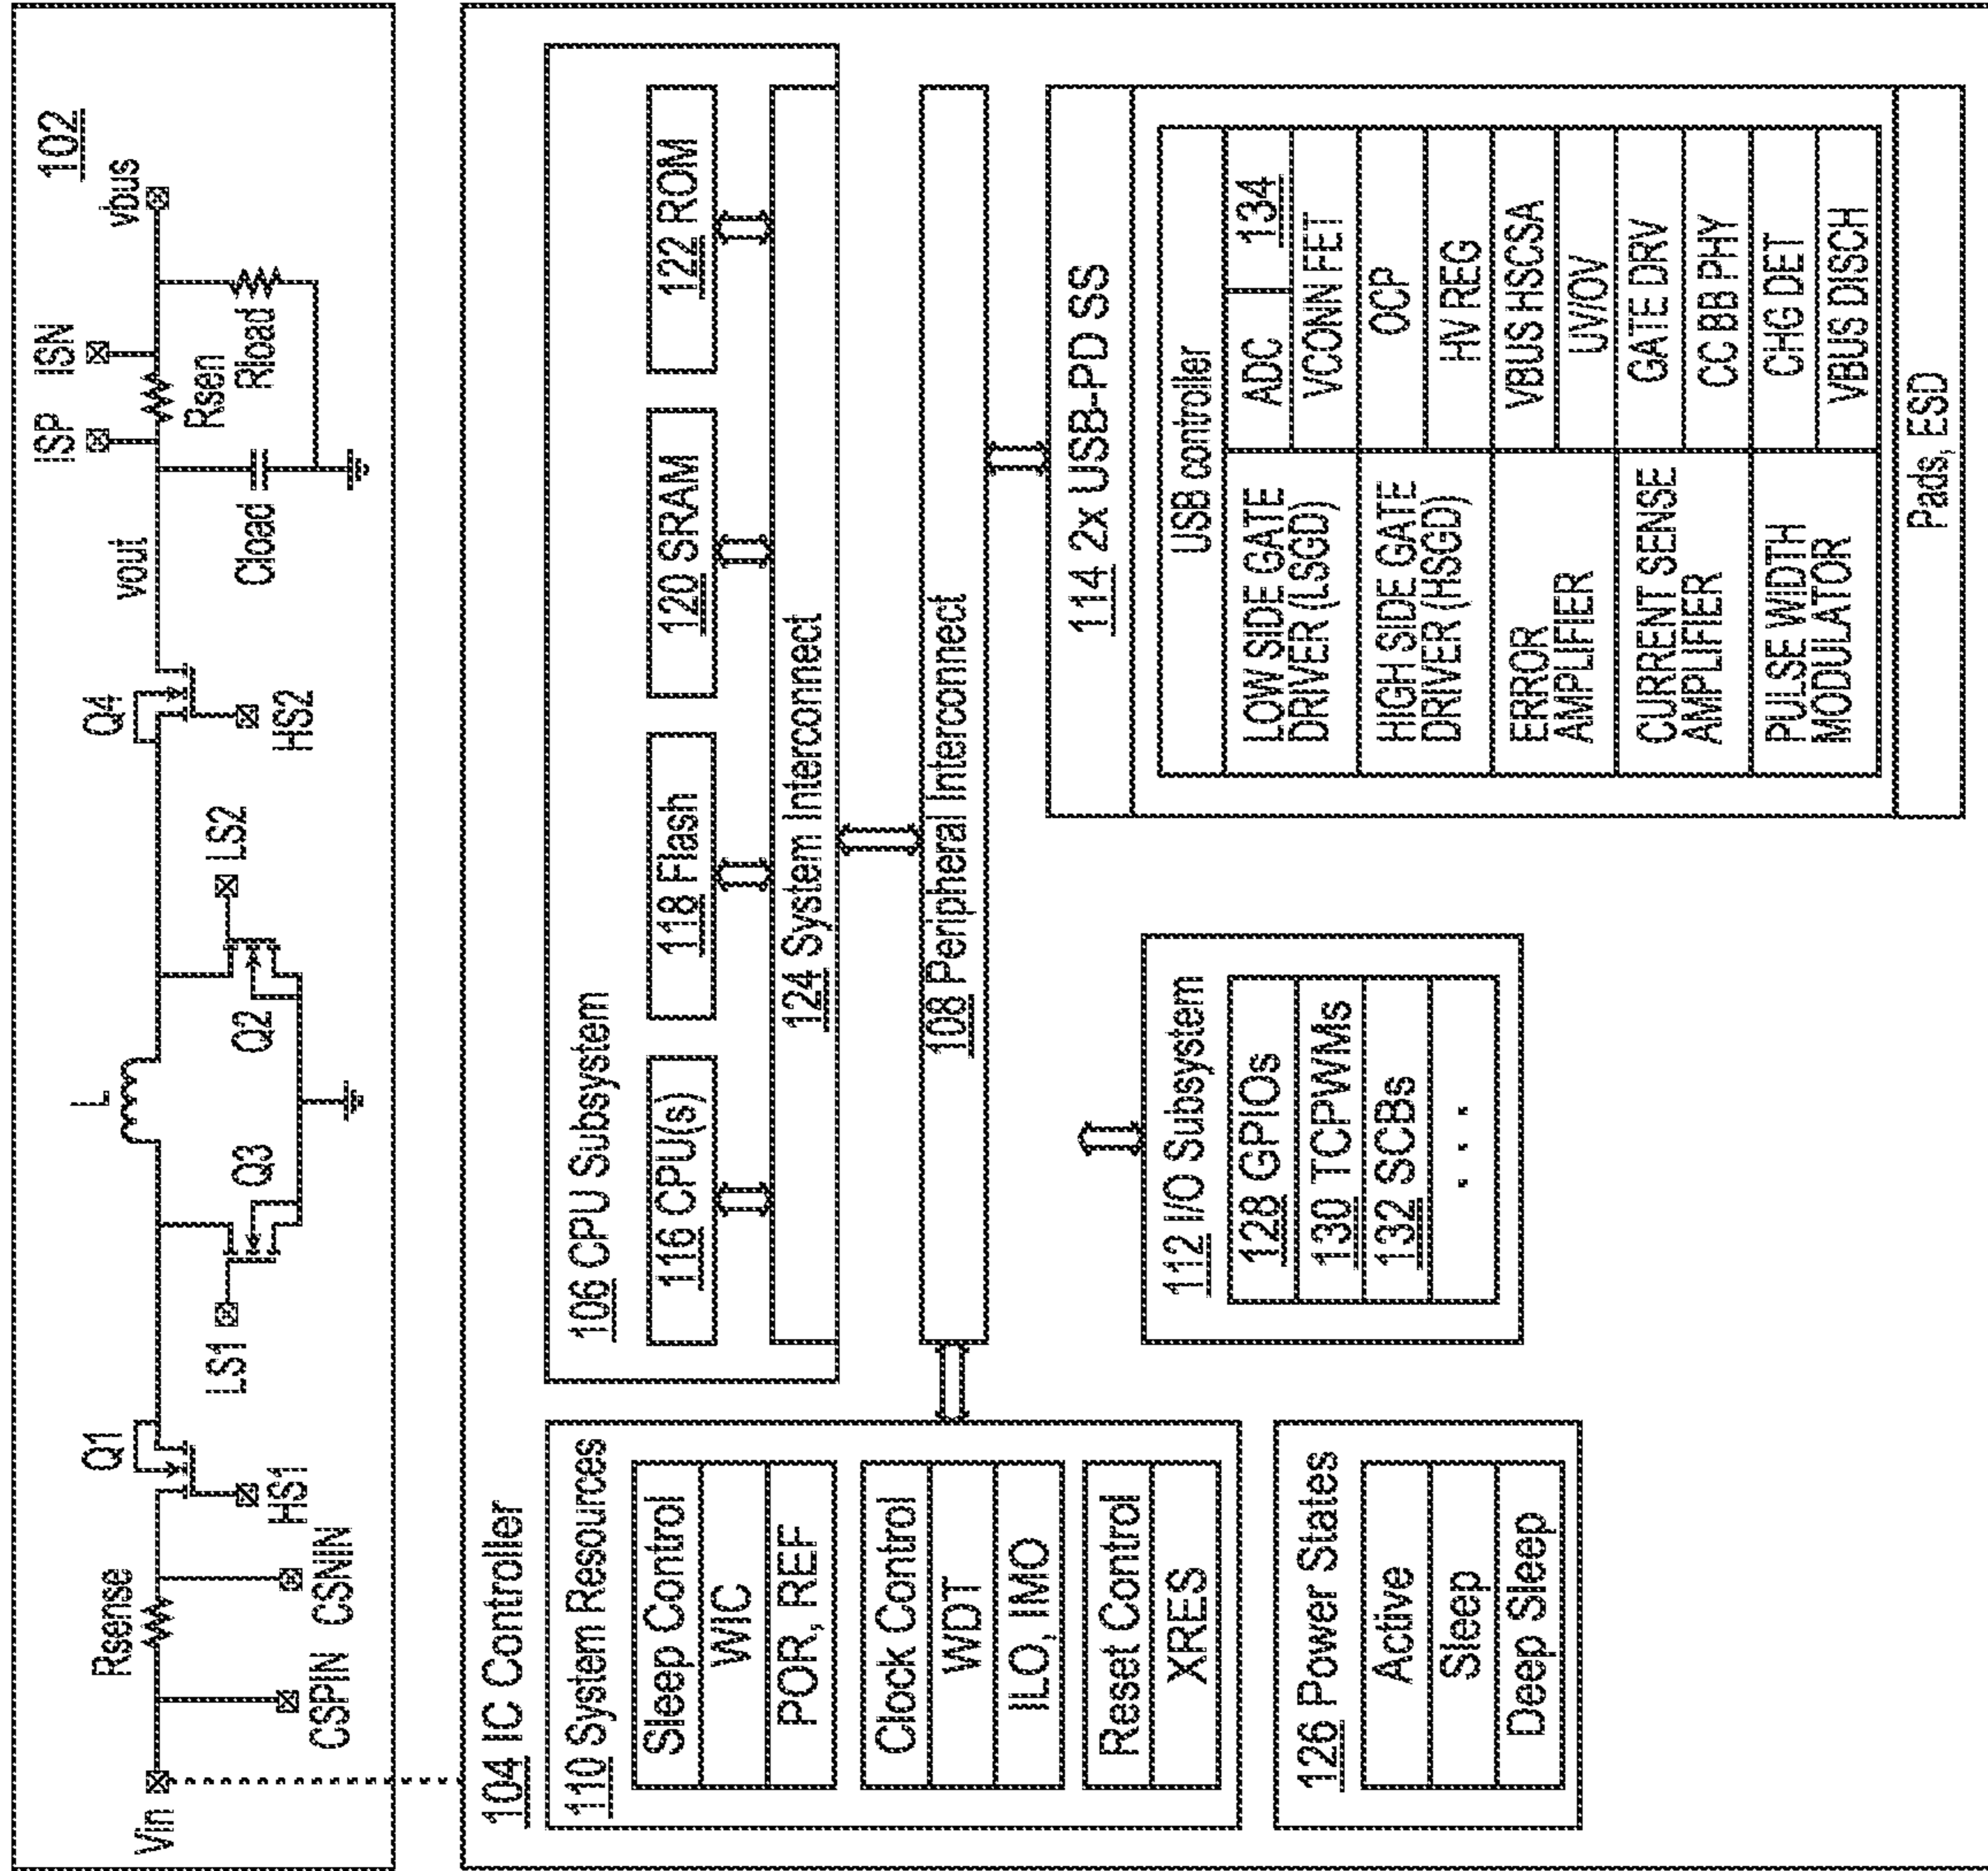 102
Vin
Rsense
CSPIN
CSNIN
Q1
HS1
LS1
Q3
L
Q2
LS2
Q4
HS2
vout
Cload
ISP
ISN
Rsen
Rload
vbus
104 IC Controller
110 System Resources
Sleep Control
WIC
POR, REF
Clock Control
WDT
ILO, IMO
Reset Control
XRES
126 Power States
Active
Sleep
Deep Sleep
106 CPU Subsystem
116 CPU(s)
118 Flash
120 SRAM
122 ROM
124 System Interconnect
108 Peripheral Interconnect
112 I/O Subsystem
128 GPIOs
130 TCPWMs
132 SCBs
. . .
114 2x USB-PD SS
USB controller
LOW SIDE GATE
DRIVER (LSGD)
HIGH SIDE GATE
DRIVER (HSGD)
ERROR
AMPLIFIER
CURRENT SENSE
AMPLIFIER
PULSE WIDTH
MODULATOR
ADC
134
VCONN FET
OCP
HV REG
VBUS HSCSA
UV/OV
GATE DRV
CC BB PHY
CHG DET
VBUS DISCH
Pads, ESD